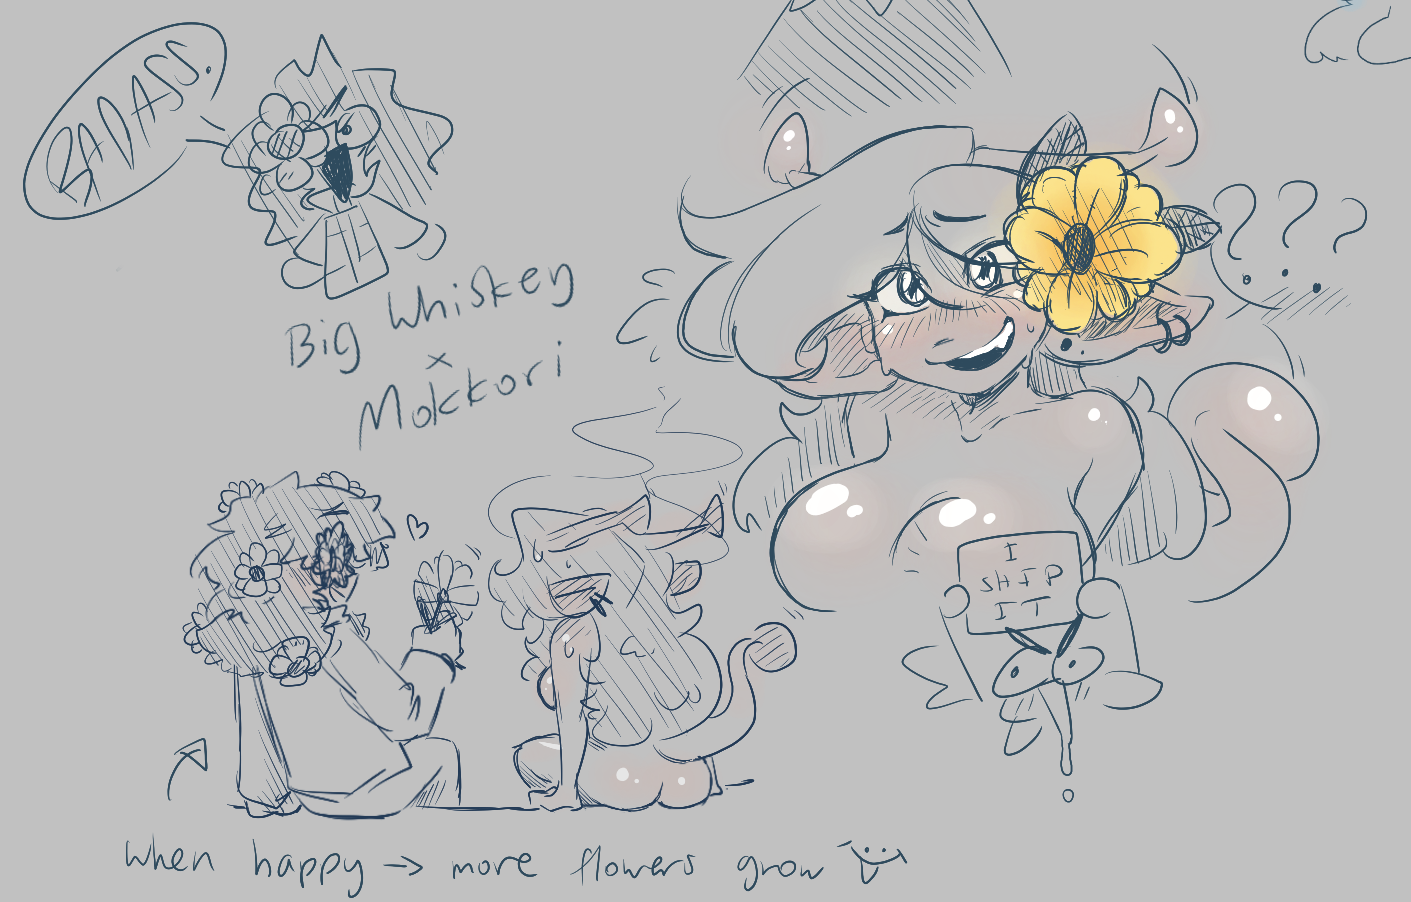 BADASS.
Big Whiskey
x
Mokkori
???
I
SHIP
IT
when happy → more flowers grow